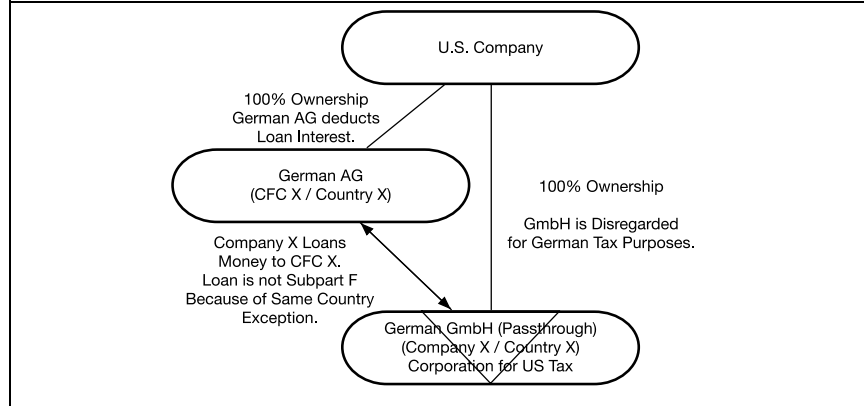 U.S. Company
100% Ownership
German AG deducts
Loan Interest.
German AG
(CFC X / Country X)
100% Ownership
GmbH is Disregarded
for German Tax Purposes.
Company X Loans
Money to CFC X.
Loan is not Subpart F
Because of Same Country
Exception.
German GmbH (Passthrough)
(Company X / Country X)
Corporation for US Tax